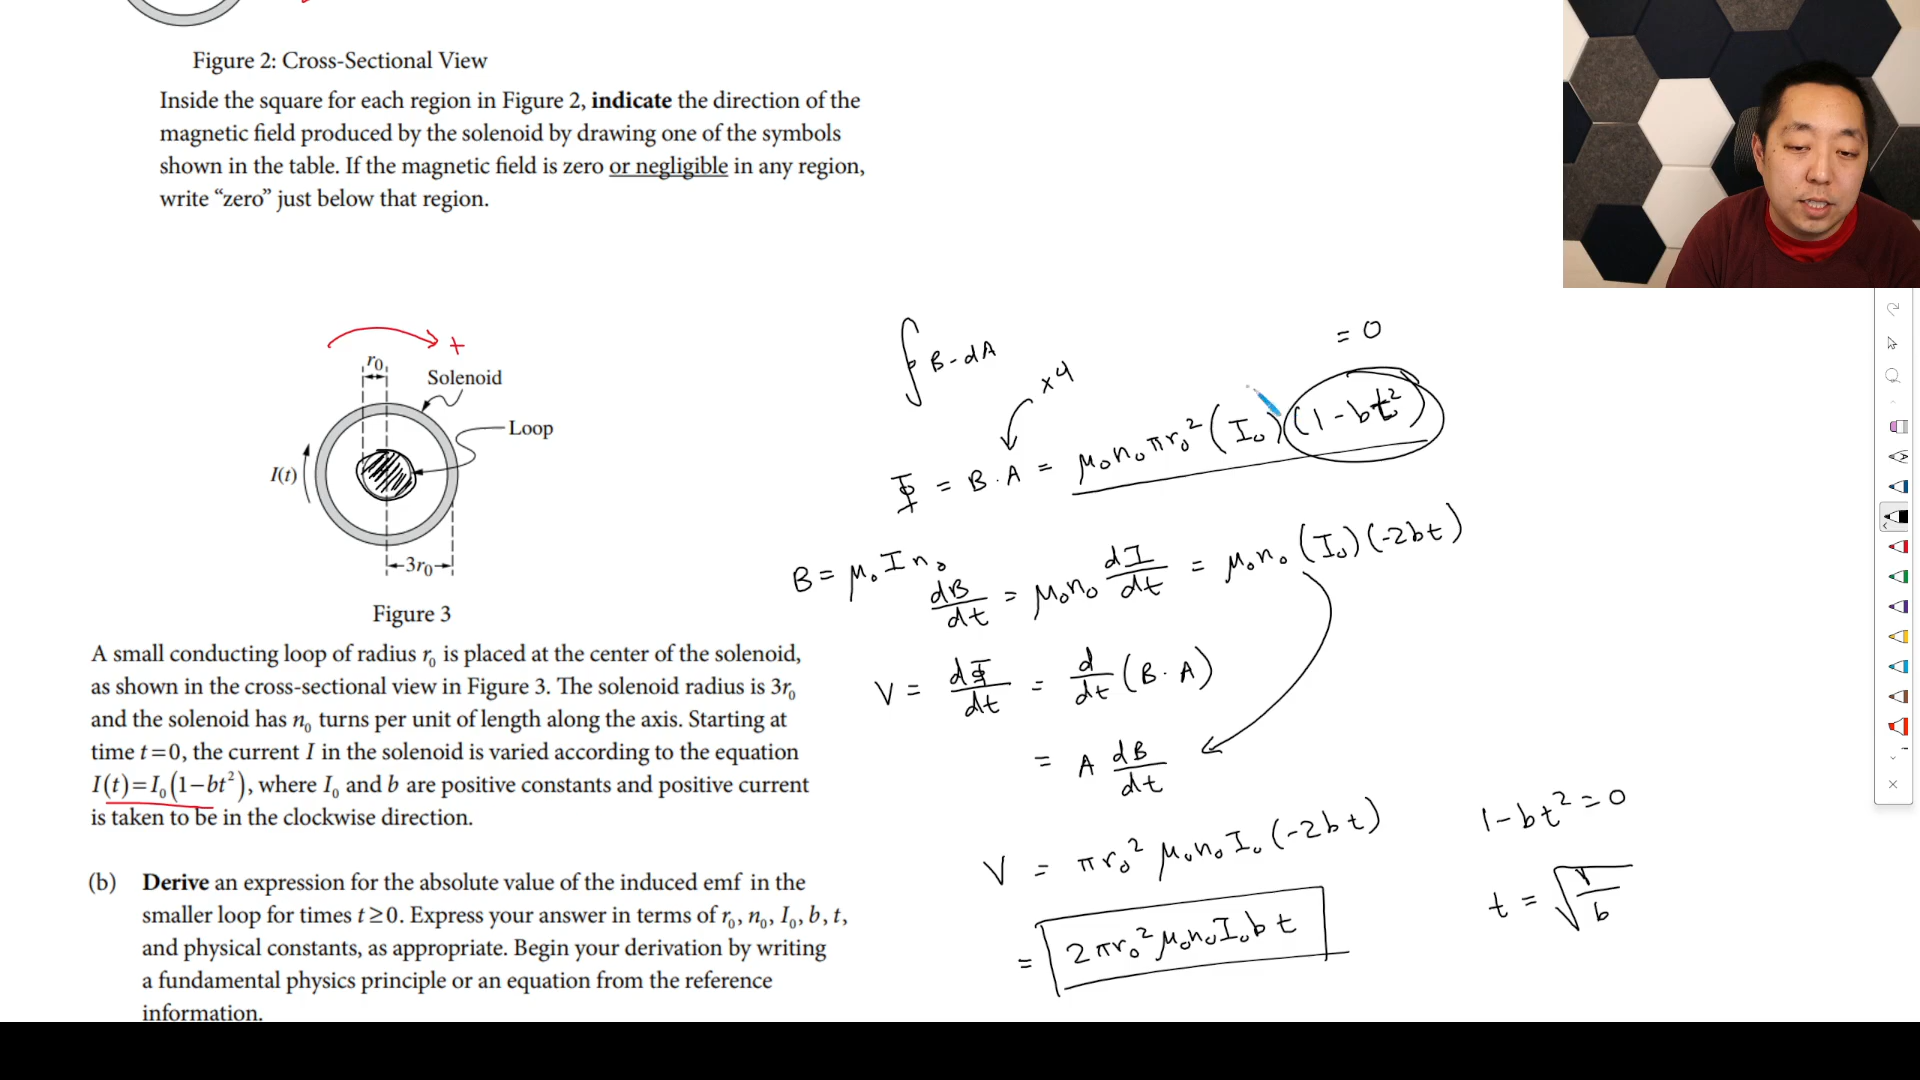 Figure 2: Cross-Sectional View
Inside the square for each region in Figure 2, indicate the direction of the
magnetic field produced by the solenoid by drawing one of the symbols
shown in the table. If the magnetic field is zero or negligible in any region,
write “zero” just below that region.
+
r₀
Solenoid
Loop
I(t)
3r₀
Figure 3
A small conducting loop of radius r₀ is placed at the center of the solenoid,
as shown in the cross-sectional view in Figure 3. The solenoid radius is 3r₀
and the solenoid has n₀ turns per unit of length along the axis. Starting at
time t=0, the current I in the solenoid is varied according to the equation
I(t)=I₀(1−bt²), where I₀ and b are positive constants and positive current
is taken to be in the clockwise direction.
(b) Derive an expression for the absolute value of the induced emf in the
smaller loop for times t≥0. Express your answer in terms of r₀, n₀, I₀, b, t,
and physical constants, as appropriate. Begin your derivation by writing
a fundamental physics principle or an equation from the reference
information.
∮ B-dA
x4
= 0
Φ = B·A = μ₀n₀πr₀²(I₀)(1-bt²)
B = μ₀In₀
dB/dt = μ₀n₀ dI/dt = μ₀n₀(I₀)(-2bt)
V = dΦ/dt = d/dt (B·A)
= A dB/dt
V = πr₀²μ₀n₀I₀(-2bt)
= 2πr₀²μ₀n₀I₀bt
1-bt²=0
t = √(1/b)